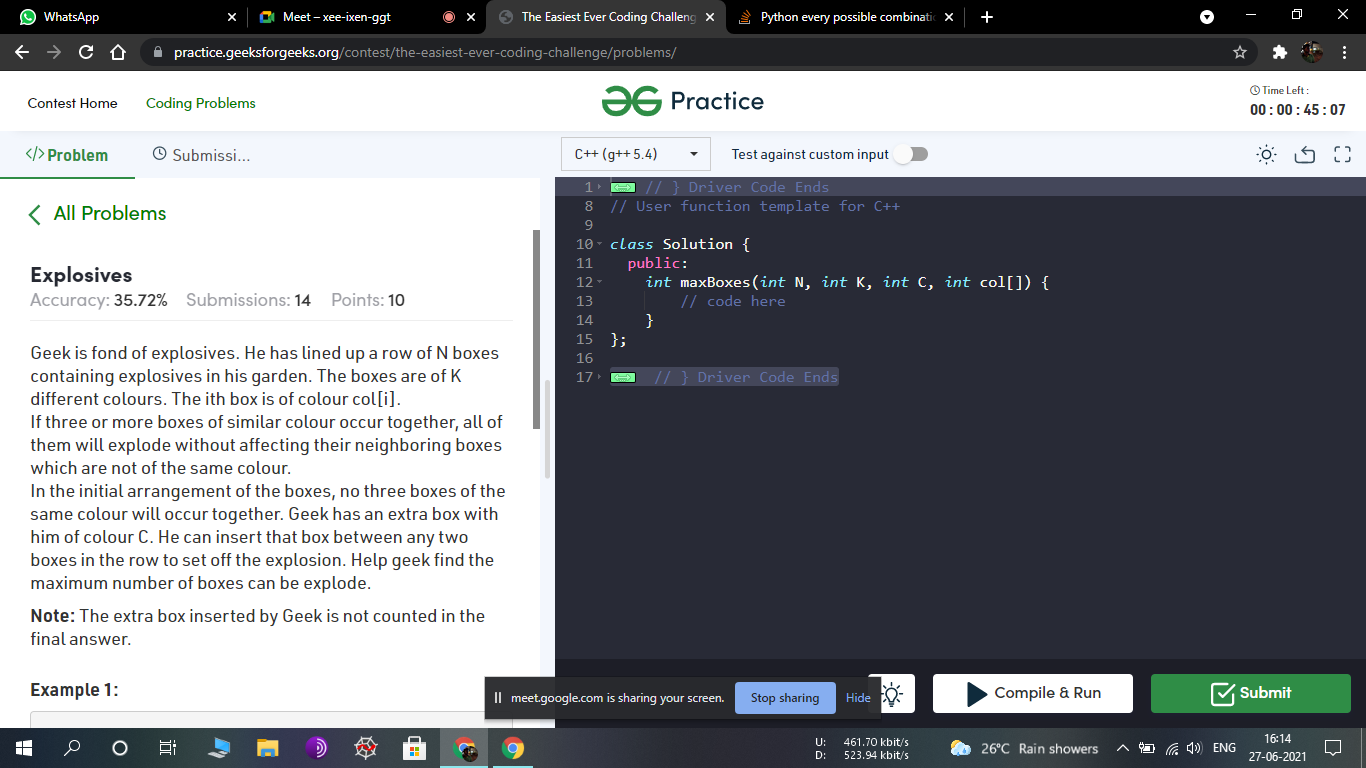 WhatsApp
Meet – xee-ixen-ggt
The Easiest Ever Coding Challeng
Python every possible combinati
practice.geeksforgeeks.org/contest/the-easiest-ever-coding-challenge/problems/
Contest Home
Coding Problems
Practice
Time Left :
00 : 00 : 45 : 07
</> Problem
Submissi...
C++ (g++ 5.4)
Test against custom input
All Problems
Explosives
Accuracy: 35.72% Submissions: 14 Points: 10
Geek is fond of explosives. He has lined up a row of N boxes
containing explosives in his garden. The boxes are of K
different colours. The ith box is of colour col[i].
If three or more boxes of similar colour occur together, all of
them will explode without affecting their neighboring boxes
which are not of the same colour.
In the initial arrangement of the boxes, no three boxes of the
same colour will occur together. Geek has an extra box with
him of colour C. He can insert that box between any two
boxes in the row to set off the explosion. Help geek find the
maximum number of boxes can be explode.
Note: The extra box inserted by Geek is not counted in the
final answer.
Example 1:
1 // } Driver Code Ends
8 // User function template for C++
9
10 class Solution {
11 public:
12 int maxBoxes(int N, int K, int C, int col[]) {
13 // code here
14 }
15 };
16
17 // } Driver Code Ends
meet.google.com is sharing your screen.
Stop sharing
Hide
Compile & Run
Submit
U: 461.70 kbit/s
D: 523.94 kbit/s
26°C Rain showers
ENG
16:14
27-06-2021